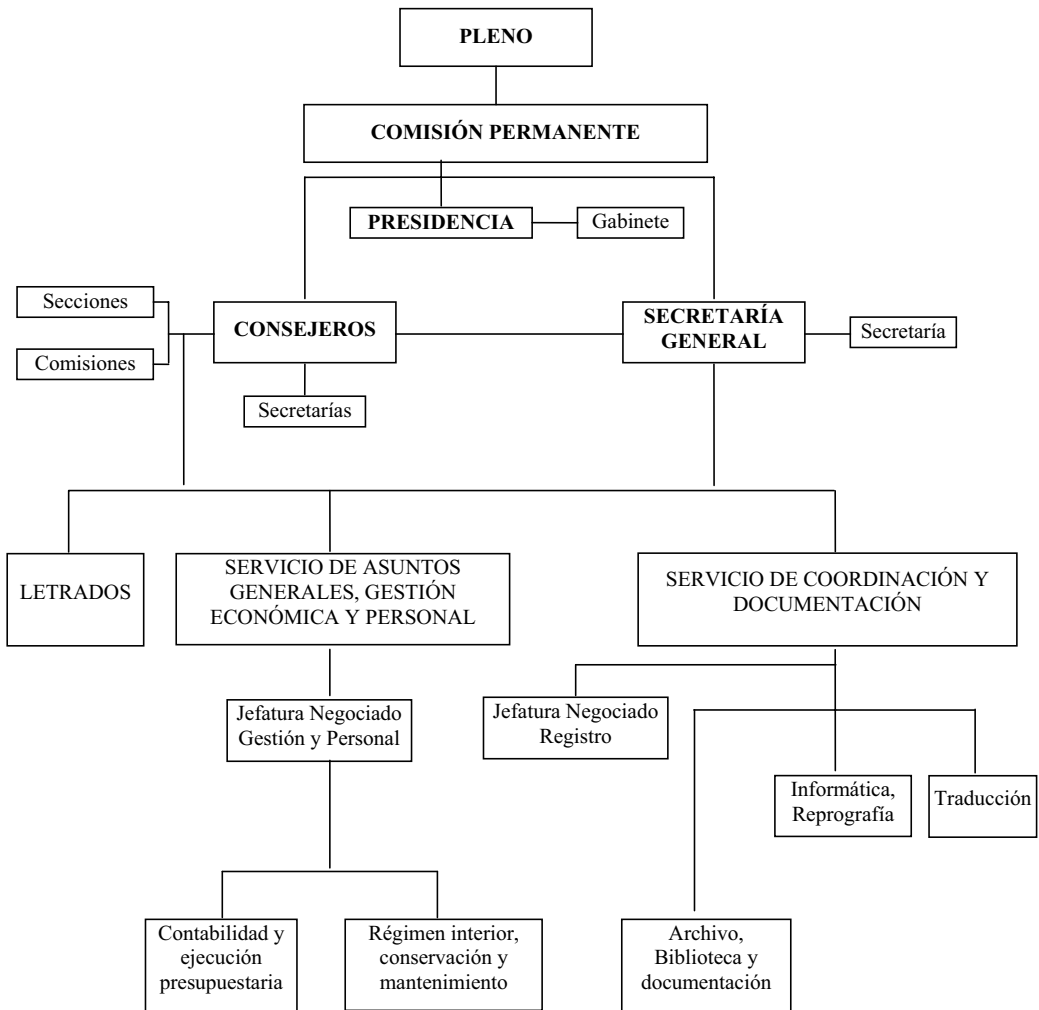 PLENO
COMISIÓN PERMANENTE
PRESIDENCIA
Gabinete
Secciones
Comisiones
CONSEJEROS
SECRETARÍA
GENERAL
Secretaría
Secretarías
LETRADOS
SERVICIO DE ASUNTOS
GENERALES, GESTIÓN
ECONÓMICA Y PERSONAL
SERVICIO DE COORDINACIÓN Y
DOCUMENTACIÓN
Jefatura Negociado
Gestión y Personal
Jefatura Negociado
Registro
Informática,
Reprografía
Traducción
Contabilidad y
ejecución
presupuestaria
Régimen interior,
conservación y
mantenimiento
Archivo,
Biblioteca y
documentación